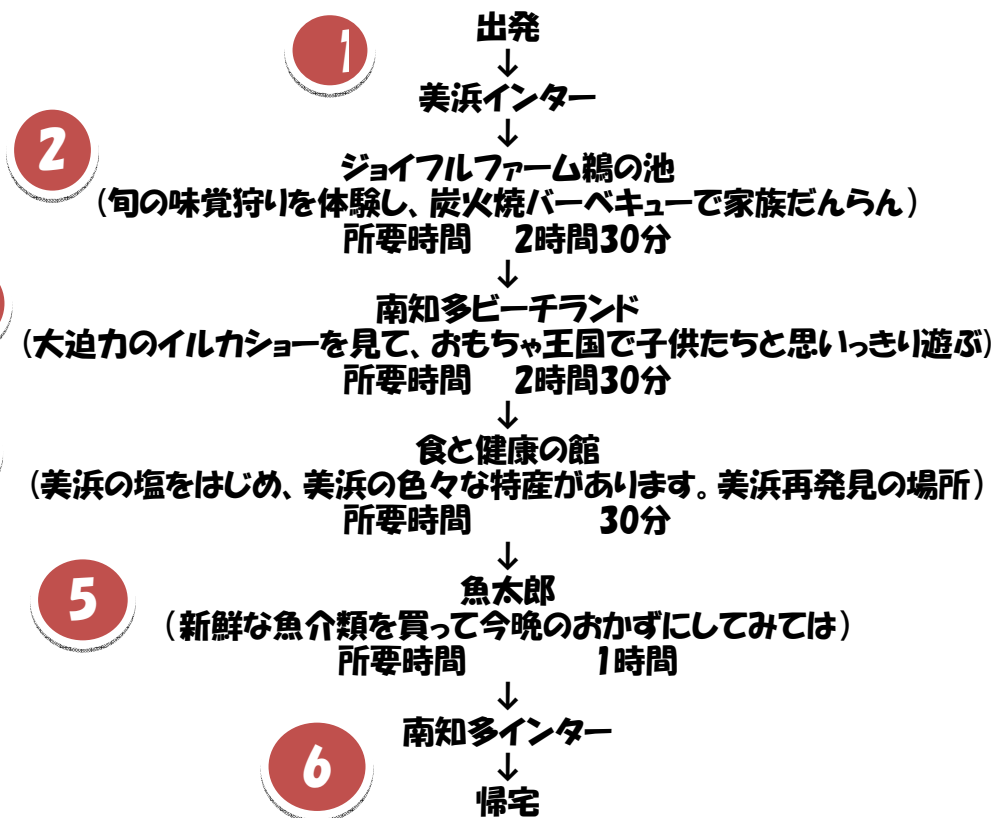 1
出発
↓
美浜インター
↓
2
ジョイフルファーム鵜の池
(旬の味覚狩りを体験し、炭火焼バーベキューで家族だんらん)
所要時間 2時間30分
↓
南知多ビーチランド
(大迫力のイルカショーを見て、おもちゃ王国で子供たちと思いっきり遊ぶ)
所要時間 2時間30分
↓
食と健康の館
(美浜の塩をはじめ、美浜の色々な特産があります。美浜再発見の場所)
所要時間 30分
↓
5
魚太郎
(新鮮な魚介類を買って今晩のおかずにしてみては)
所要時間 1時間
↓
南知多インター
6
↓
帰宅